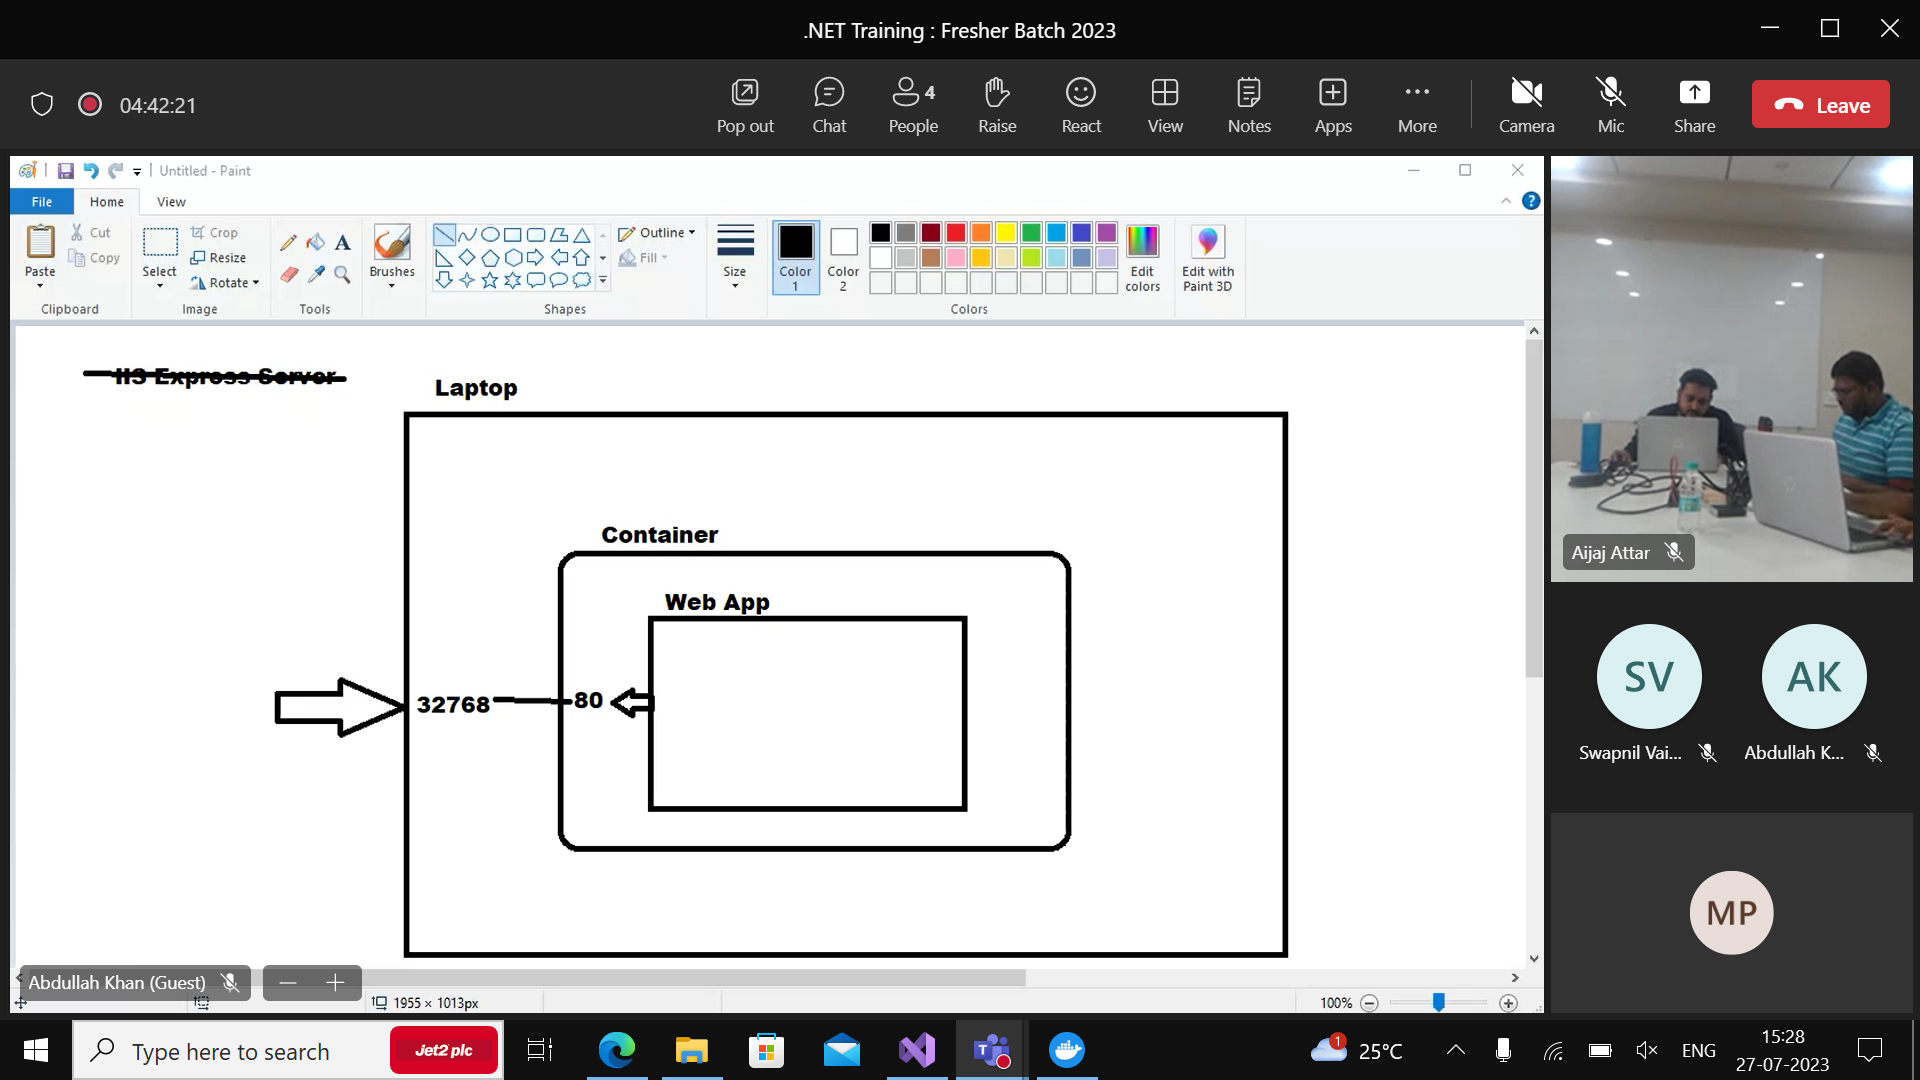 .NET Training : Fresher Batch 2023
04:42:21
Pop out
Chat
4
People
Raise
React
View
Notes
Apps
More
Camera
Mic
Share
Leave
Untitled - Paint
File
Home
View
Paste
Cut
Copy
Clipboard
Select
Crop
Resize
Rotate
Image
A
Tools
Brushes
Outline
Fill
Shapes
Size
Color
1
Color
2
Edit
colors
Colors
Edit with
Paint 3D
?
IIS Express Server
Laptop
Container
Web App
32768
80
Abdullah Khan (Guest)
1955 × 1013px
100%
Aijaj Attar
SV
Swapnil Vai...
AK
Abdullah K...
MP
Type here to search
Jet2 plc
T
1
25°C
ENG
15:28
27-07-2023